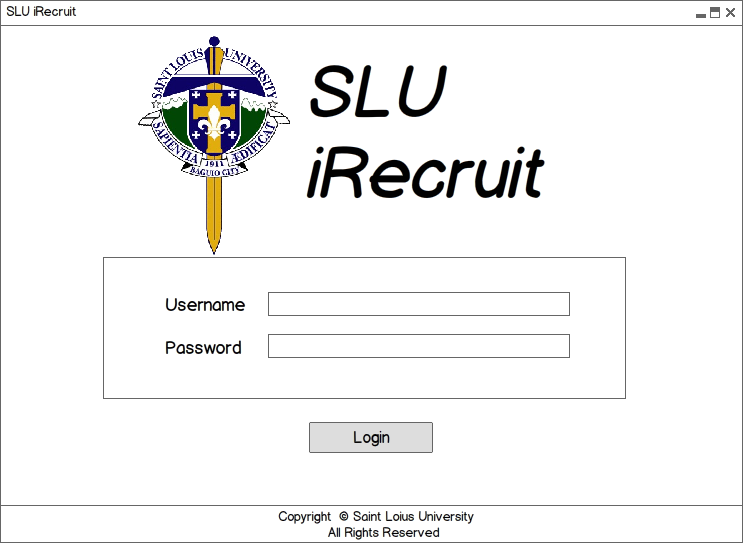 SLU iRecruit
SAINT LOUIS UNIVERSITY
SAPIENTIA ÆDIFICAT
1911
BAGUIO CITY
SLU
iRecruit
Username
Password
Login
Copyright © Saint Loius University
All Rights Reserved